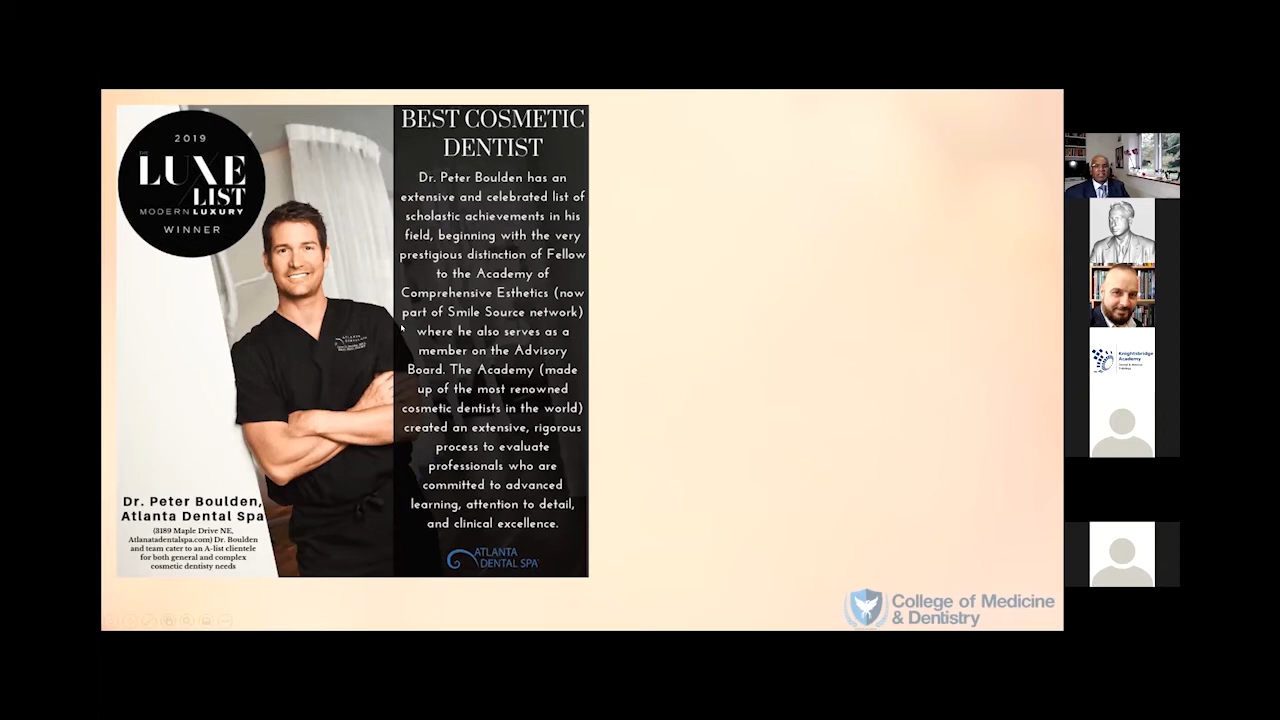 2019
THE
LUXE
LIST
MODERN LUXURY
WINNER
BEST COSMETIC
DENTIST
Dr. Peter Boulden has an
extensive and celebrated list of
scholastic achievements in his
field, beginning with the very
prestigious distinction of Fellow
to the Academy of
Comprehensive Esthetics (now
part of Smile Source network)
where he also serves as a
member on the Advisory
Board. The Academy (made
up of the most renowned
cosmetic dentists in the world)
created an extensive, rigorous
process to evaluate
professionals who are
committed to advanced
learning, attention to detail,
and clinical excellence.
ATLANTA
DENTAL SPA
Dr. Peter Boulden,
Atlanta Dental Spa
(3189 Maple Drive NE,
Atlanatadentalspa.com) Dr. Boulden
and team cater to an A-list clientele
for both general and complex
cosmetic dentisty needs
College of Medicine
& Dentistry
Knightsbridge
Academy